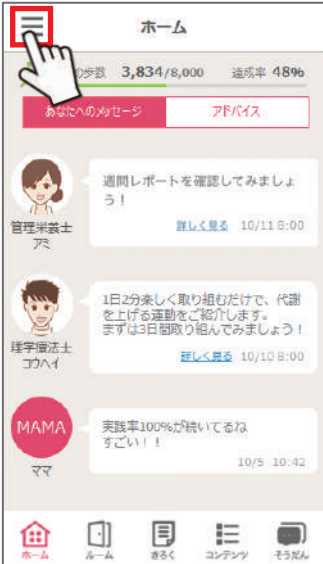 ホーム
の歩数 3,834/8,000 達成率 48%
あなたへのメッセージ アドバイス
週間レポートを確認してみましょ
う！
詳しく見る 10/11 8:00
管理栄養士
アミ
1日2分楽しく取り組むだけで、代謝
を上げる運動をご紹介します。
まずは3日間取り組んでみましょう！
詳しく見る 10/10 8:00
理学療法士
コウヘイ
MAMA
実践率100%が続いてるね
すごい！！
10/5 10:42
ママ
ホーム ルーム きろく コンテンツ そうだん